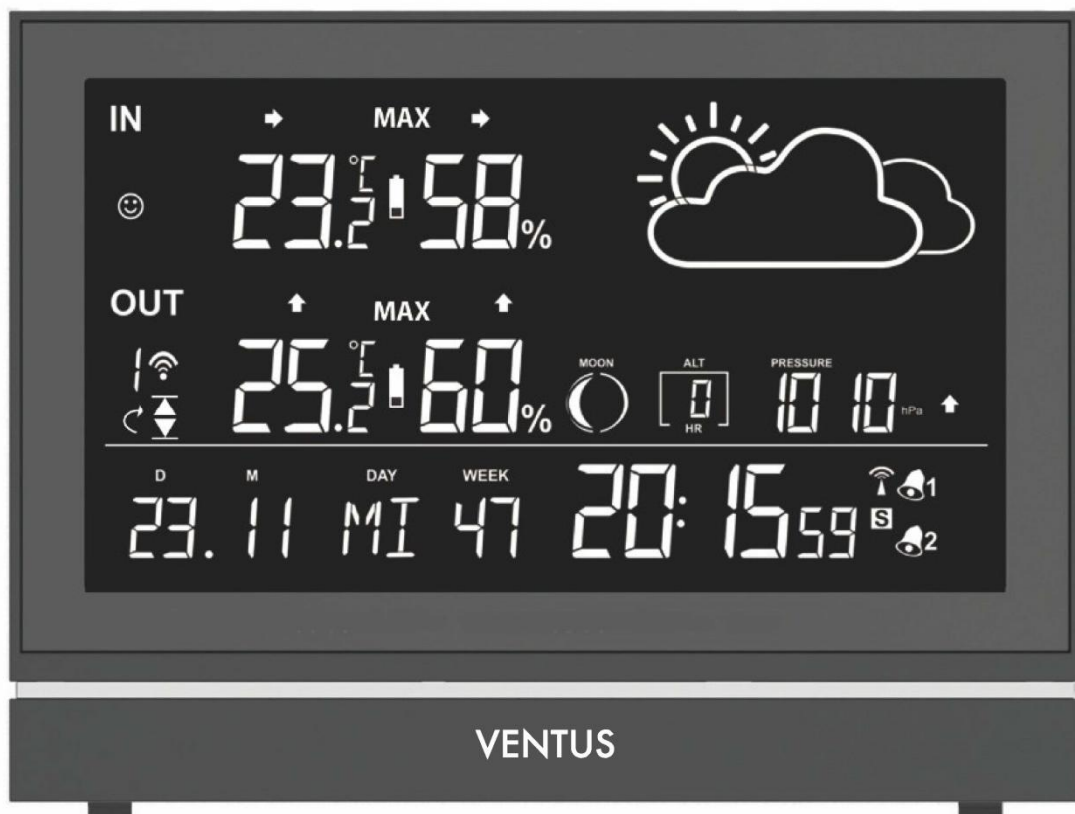 IN MAX
23.2 °C 58%
OUT MAX
1 25.2 °C 60%
MOON ALT PRESSURE
0 1010 hPa
HR
D M DAY WEEK
23. 11 MI 47 20:15 59
1
S
2
VENTUS